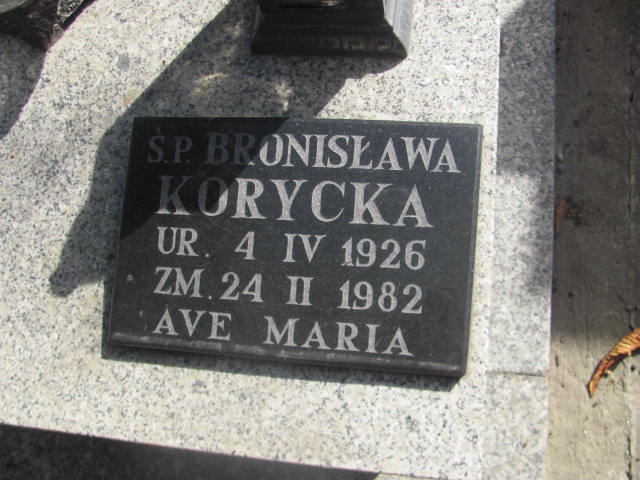 S.P. BRONISŁAWA
KORYCKA
UR. 4 IV 1926
ZM. 24 II 1982
AVE MARIA